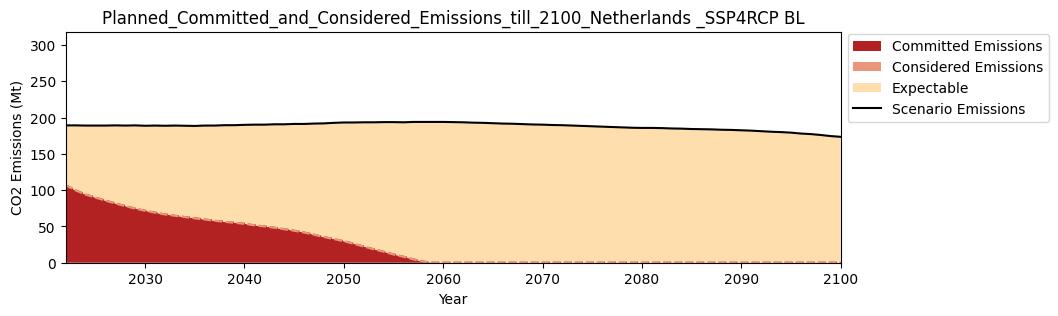 Planned_Committed_and_Considered_Emissions_till_2100_Netherlands _SSP4RCP BL
CO2 Emissions (Mt)
300
250
200
150
100
50
0
2030
2040
2050
2060
2070
2080
2090
2100
Year
Committed Emissions
Considered Emissions
Expectable
Scenario Emissions